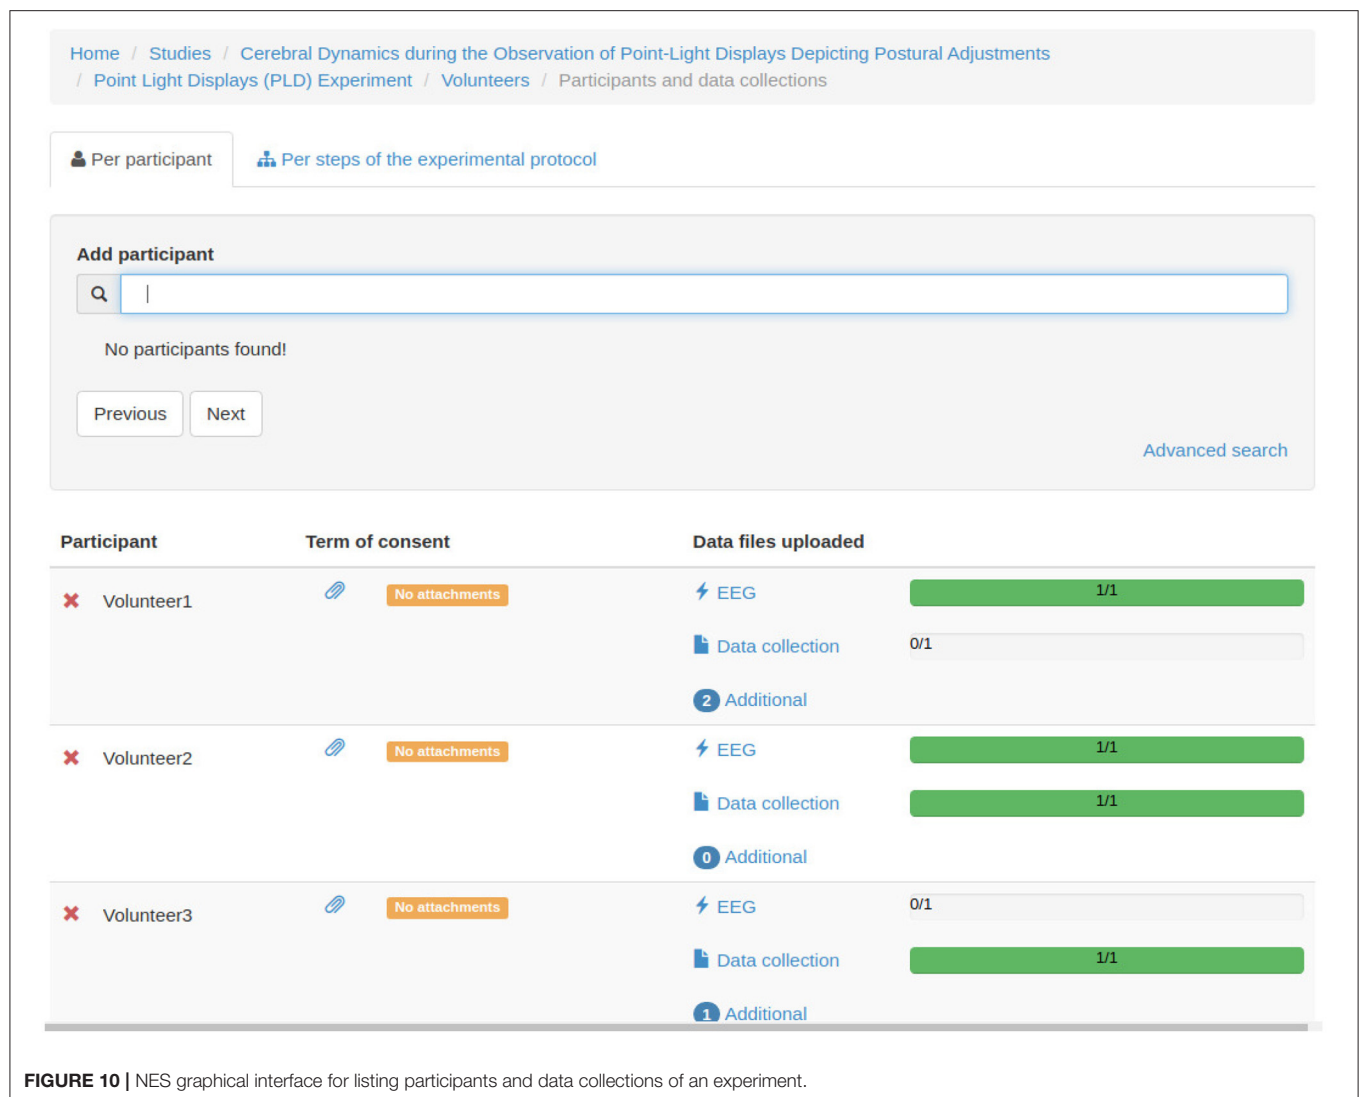 Home / Studies / Cerebral Dynamics during the Observation of Point-Light Displays Depicting Postural Adjustments
/ Point Light Displays (PLD) Experiment / Volunteers / Participants and data collections
Per participant
Per steps of the experimental protocol
Add participant
No participants found!
Previous
Next
Advanced search
Participant Term of consent Data files uploaded
Volunteer1 No attachments EEG 1/1
Data collection 0/1
2 Additional
Volunteer2 No attachments EEG 1/1
Data collection 1/1
0 Additional
Volunteer3 No attachments EEG 0/1
Data collection 1/1
1 Additional
FIGURE 10 | NES graphical interface for listing participants and data collections of an experiment.